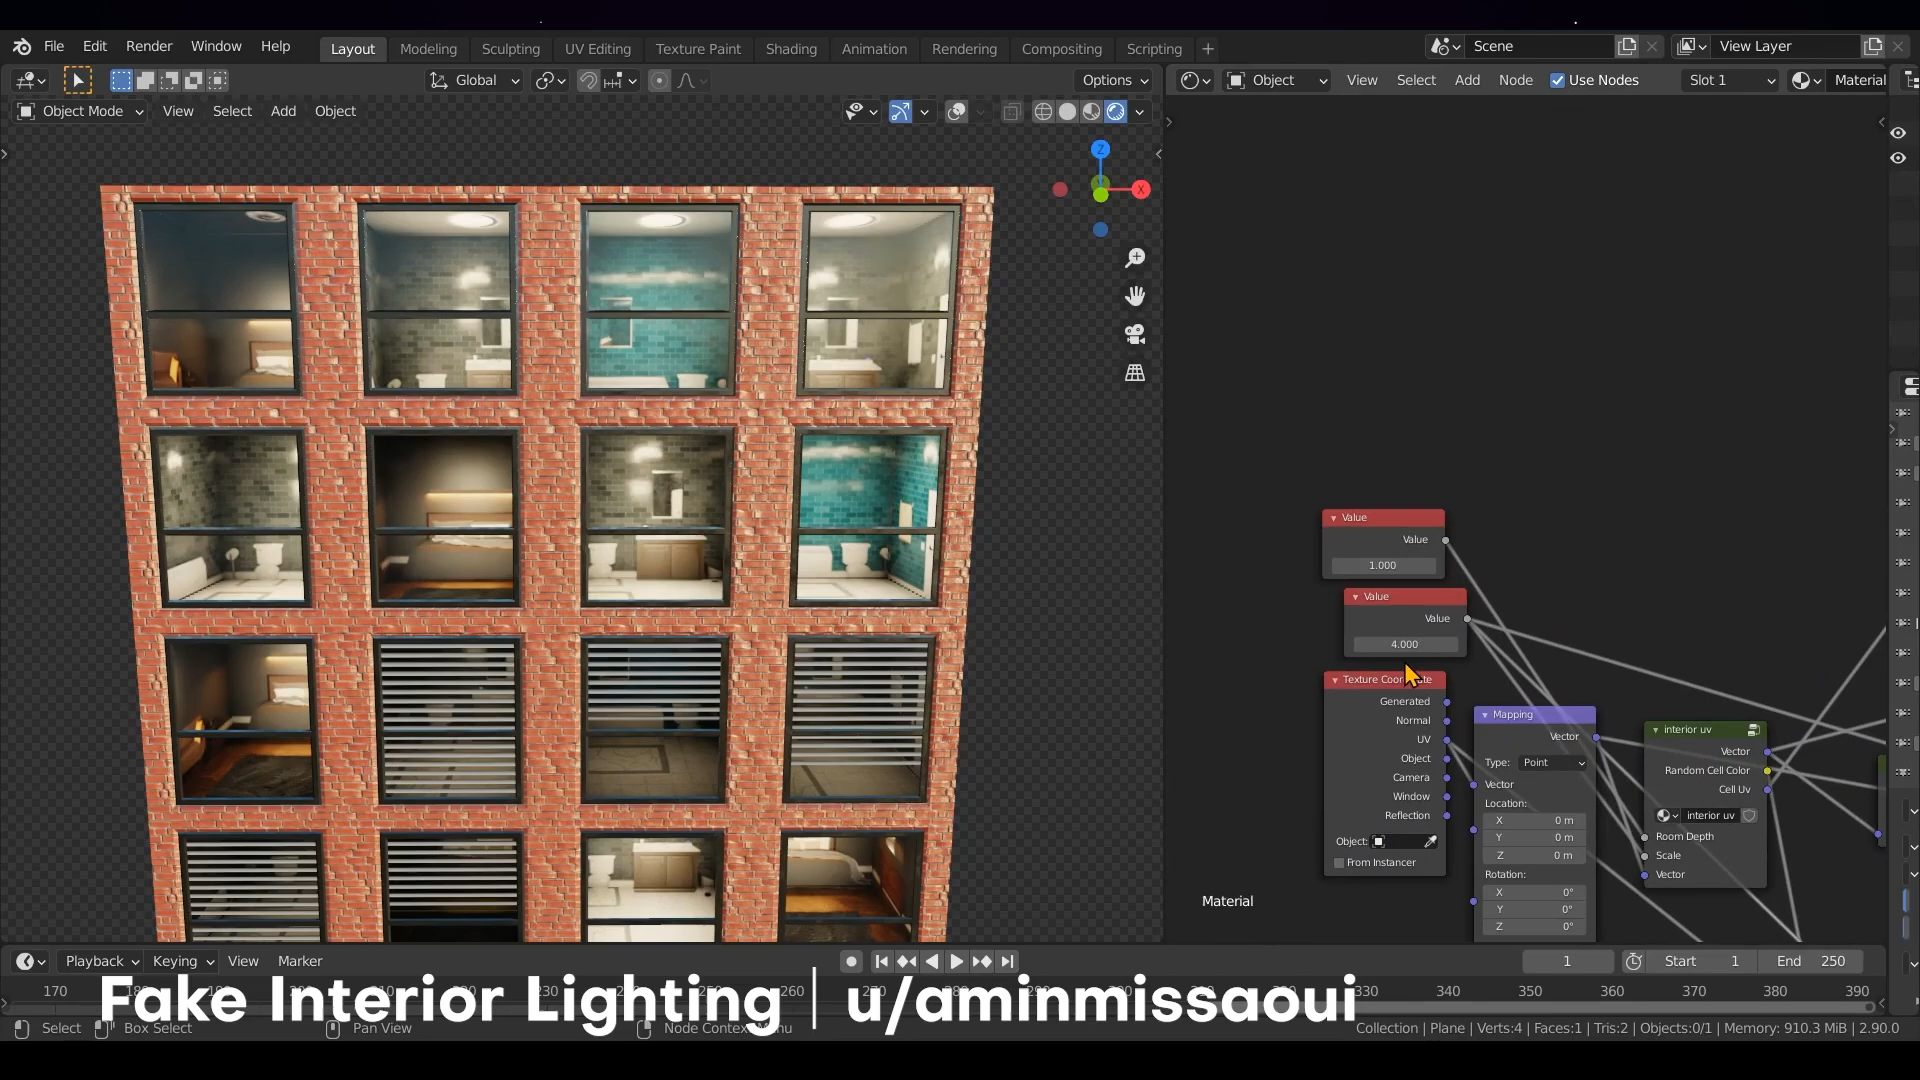 File Edit Render Window Help Layout Modeling Sculpting UV Editing Texture Paint Shading Animation Rendering Compositing Scripting + Scene View Layer
Global Options Object View Select Add Node Use Nodes Slot 1 Material
Object Mode View Select Add Object
Z
X
Value
Value
1.000
Value
Value
4.000
Texture Coo
Generated
Normal
UV
Object
Camera
Window
Reflection
Object:
From Instancer
Mapping
Vector
Type: Point
Vector
Location:
X 0 m
Y 0 m
Z 0 m
Rotation:
X 0°
Y 0°
Z 0°
interior uv
Vector
Random Cell Color
Cell Uv
interior uv
Room Depth
Scale
Vector
Material
Playback Keying View Marker 1 Start 1 End 250
170 230 260 270 330 340 350 360 370 380 390
Fake Interior Lighting | u/aminmissaoui
Select Box Select Pan View Node Context Menu Collection | Plane | Verts:4 | Faces:1 | Tris:2 | Objects:0/1 | Memory: 910.3 MiB | 2.90.0